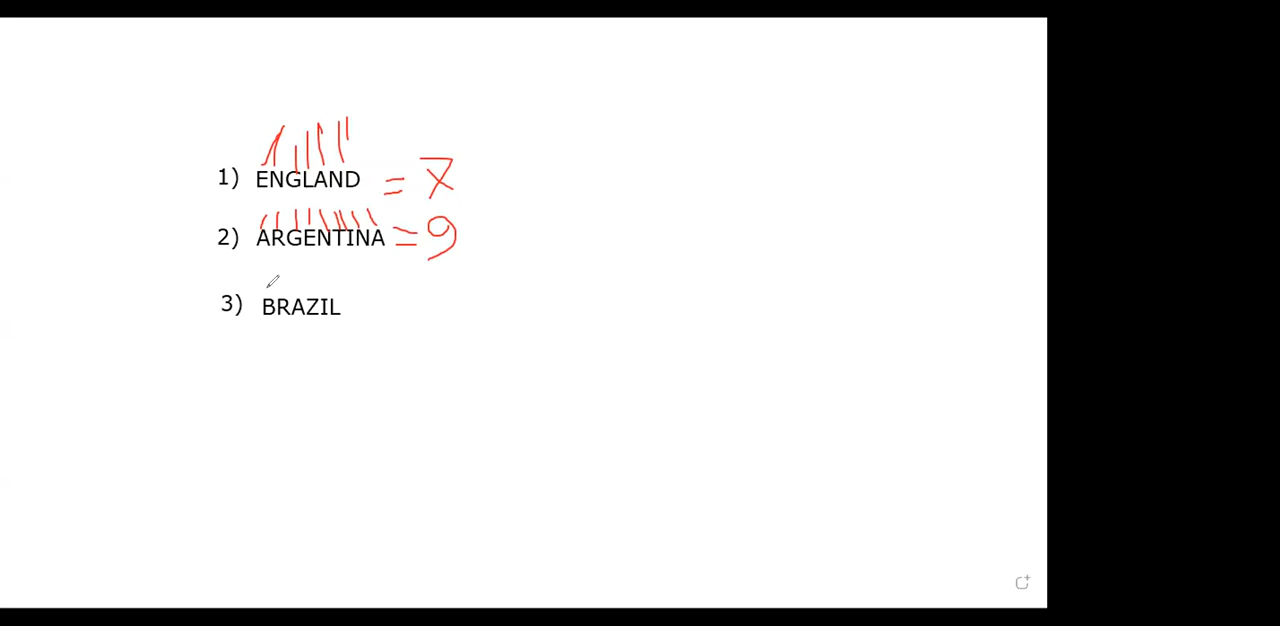 1) ENGLAND = 7
2) ARGENTINA = 9
3) BRAZIL